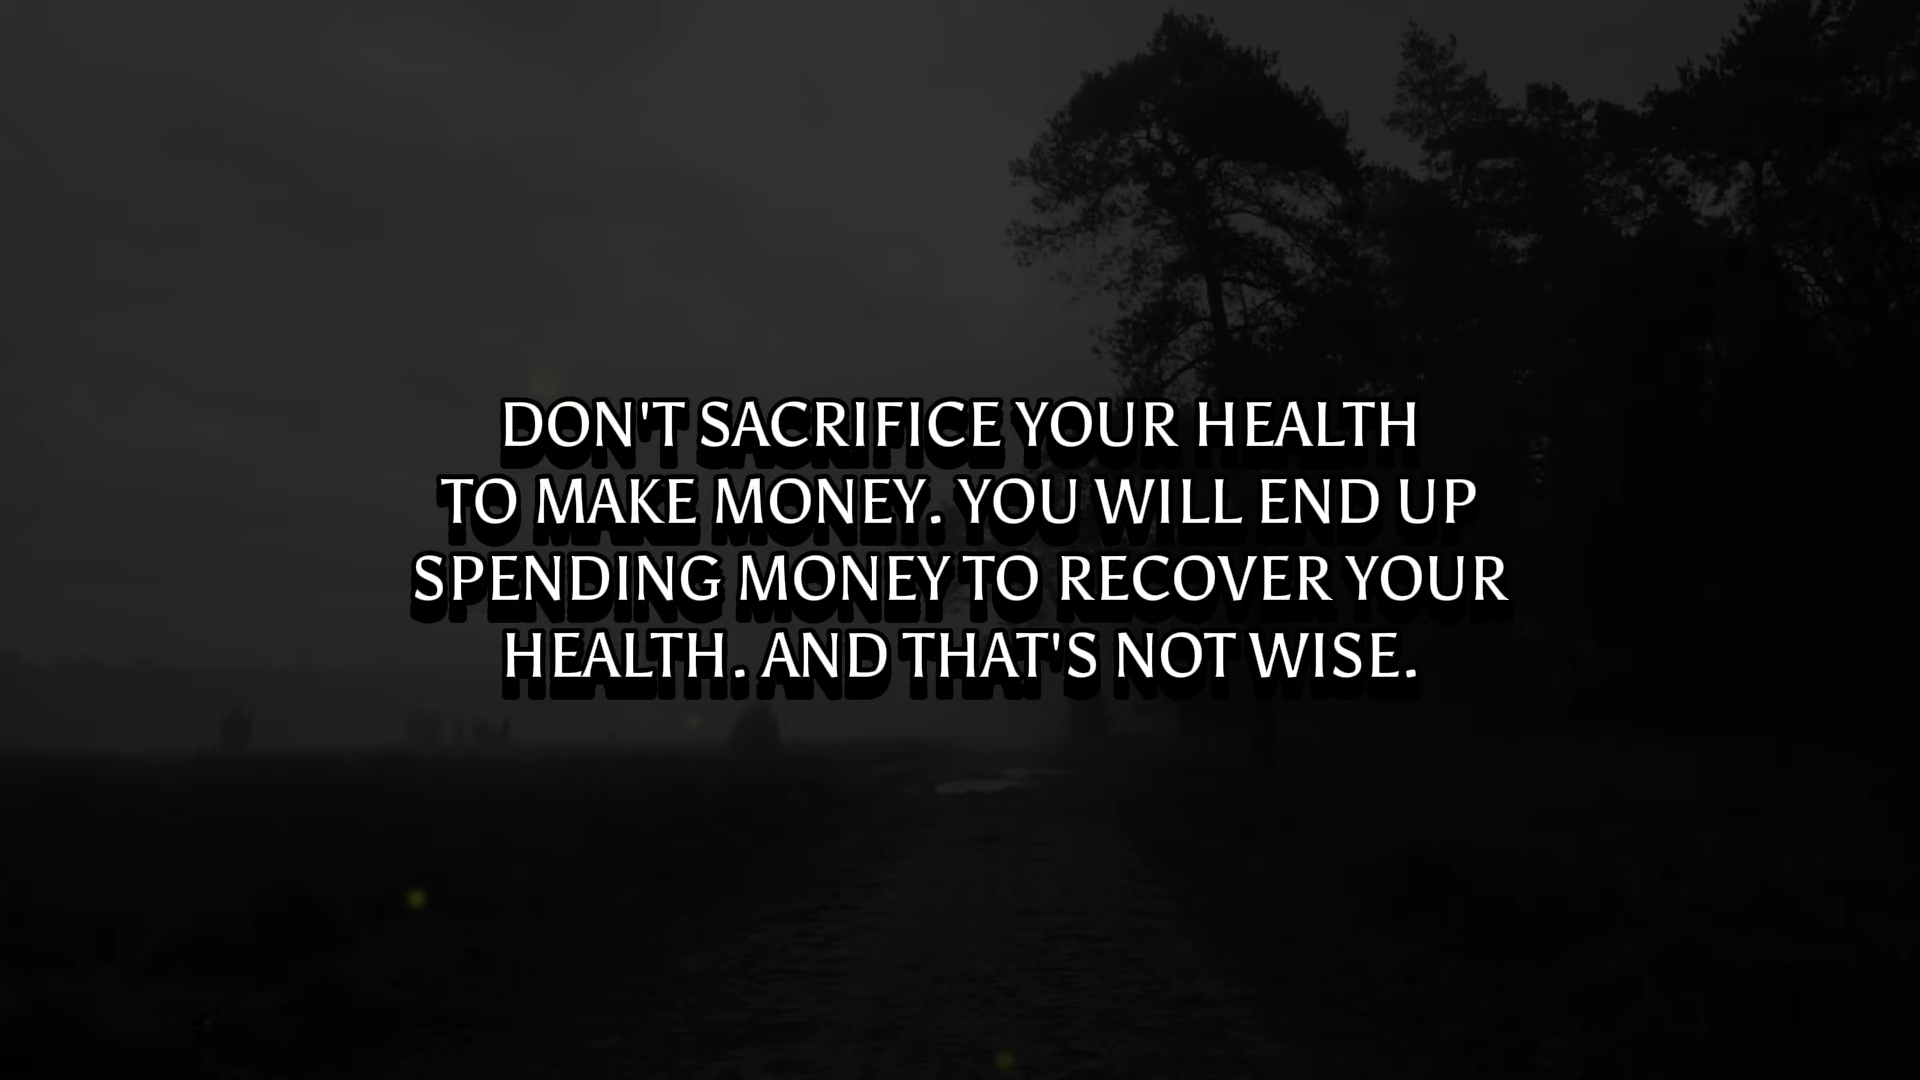 DON'T SACRIFICE YOUR HEALTH
TO MAKE MONEY. YOU WILL END UP
SPENDING MONEY TO RECOVER YOUR
HEALTH. AND THAT'S NOT WISE.